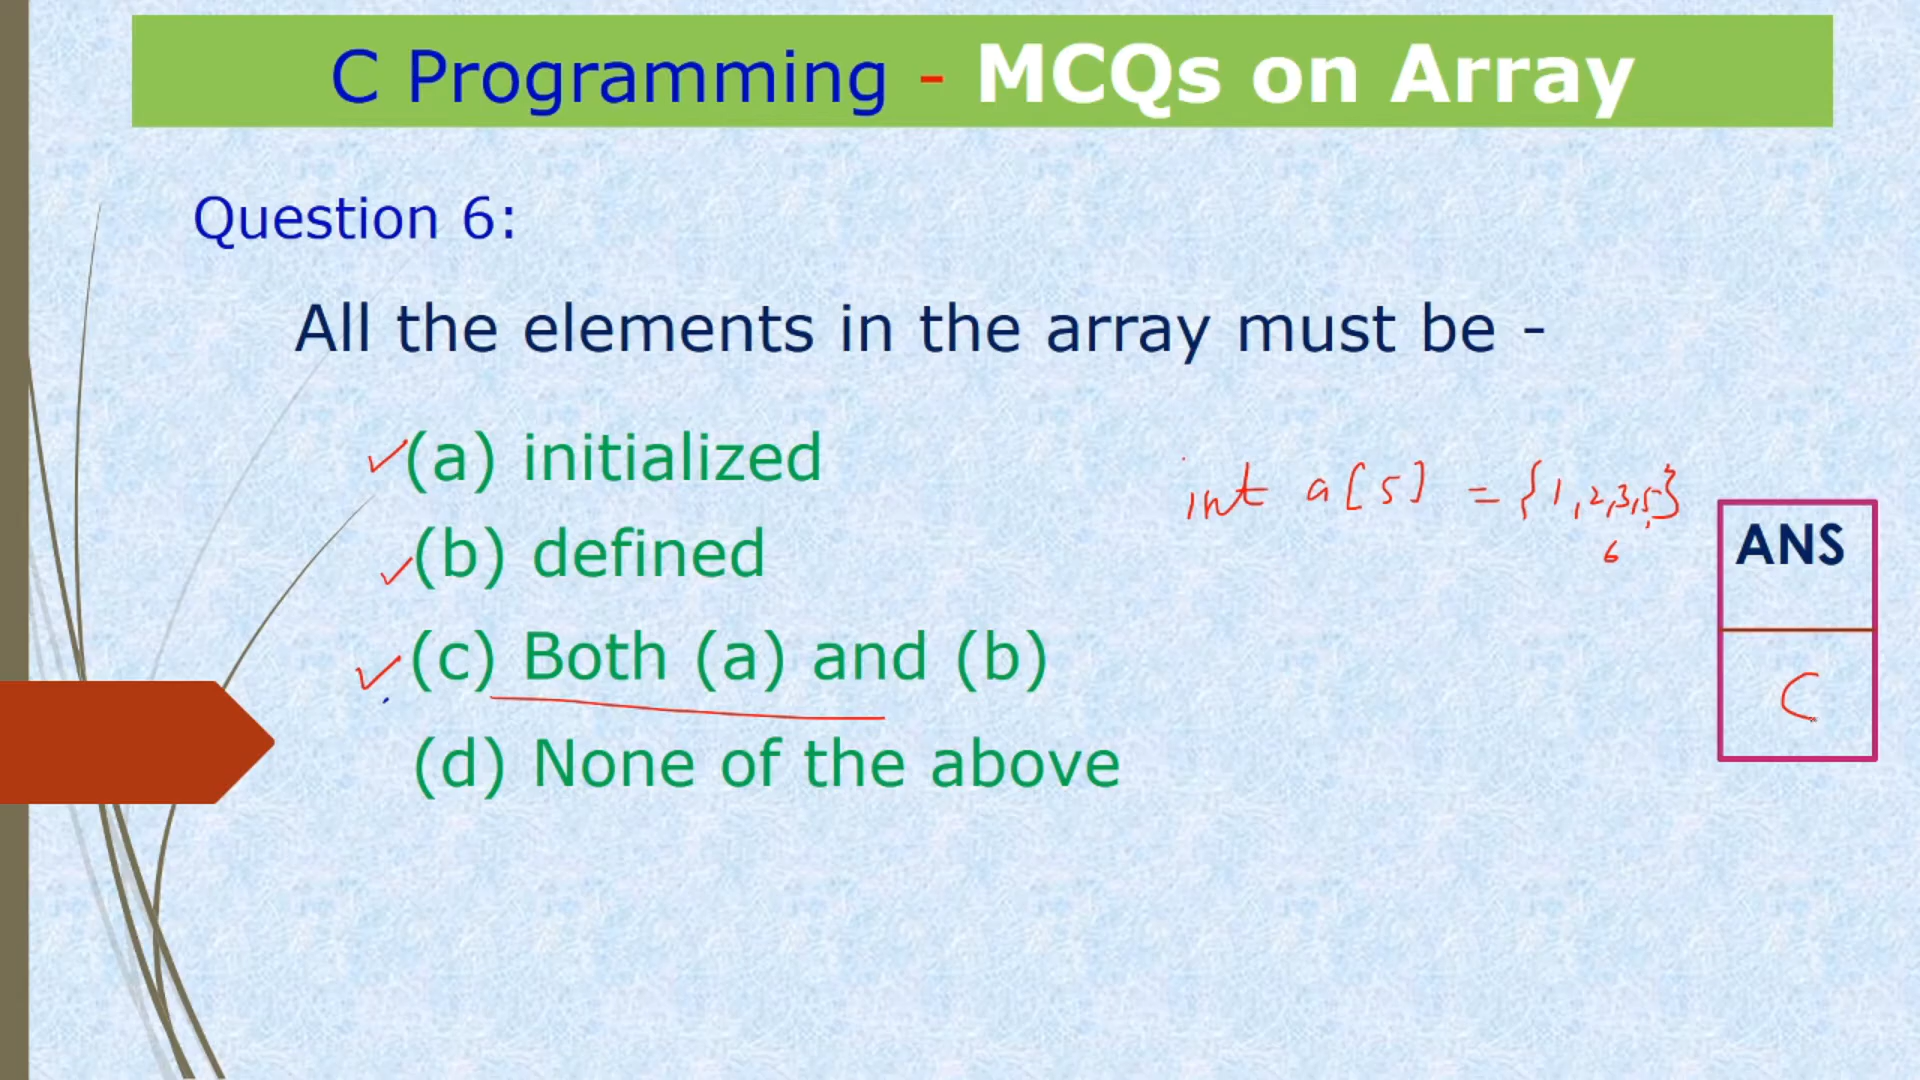 C Programming - MCQs on Array
Question 6:
All the elements in the array must be -
(a) initialized
(b) defined
(c) Both (a) and (b)
(d) None of the above
int a[5] = {1,2,3,5,}
6
ANS
C